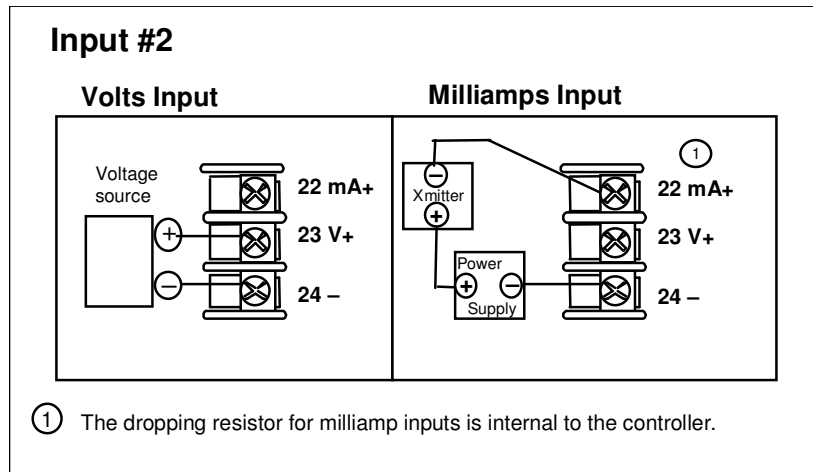 Input #2
Volts Input
Voltage
source
+
–
22 mA+
23 V+
24 –
Milliamps Input
1
–
Xmitter
+
Power
+ –
Supply
22 mA+
23 V+
24 –
1 The dropping resistor for milliamp inputs is internal to the controller.